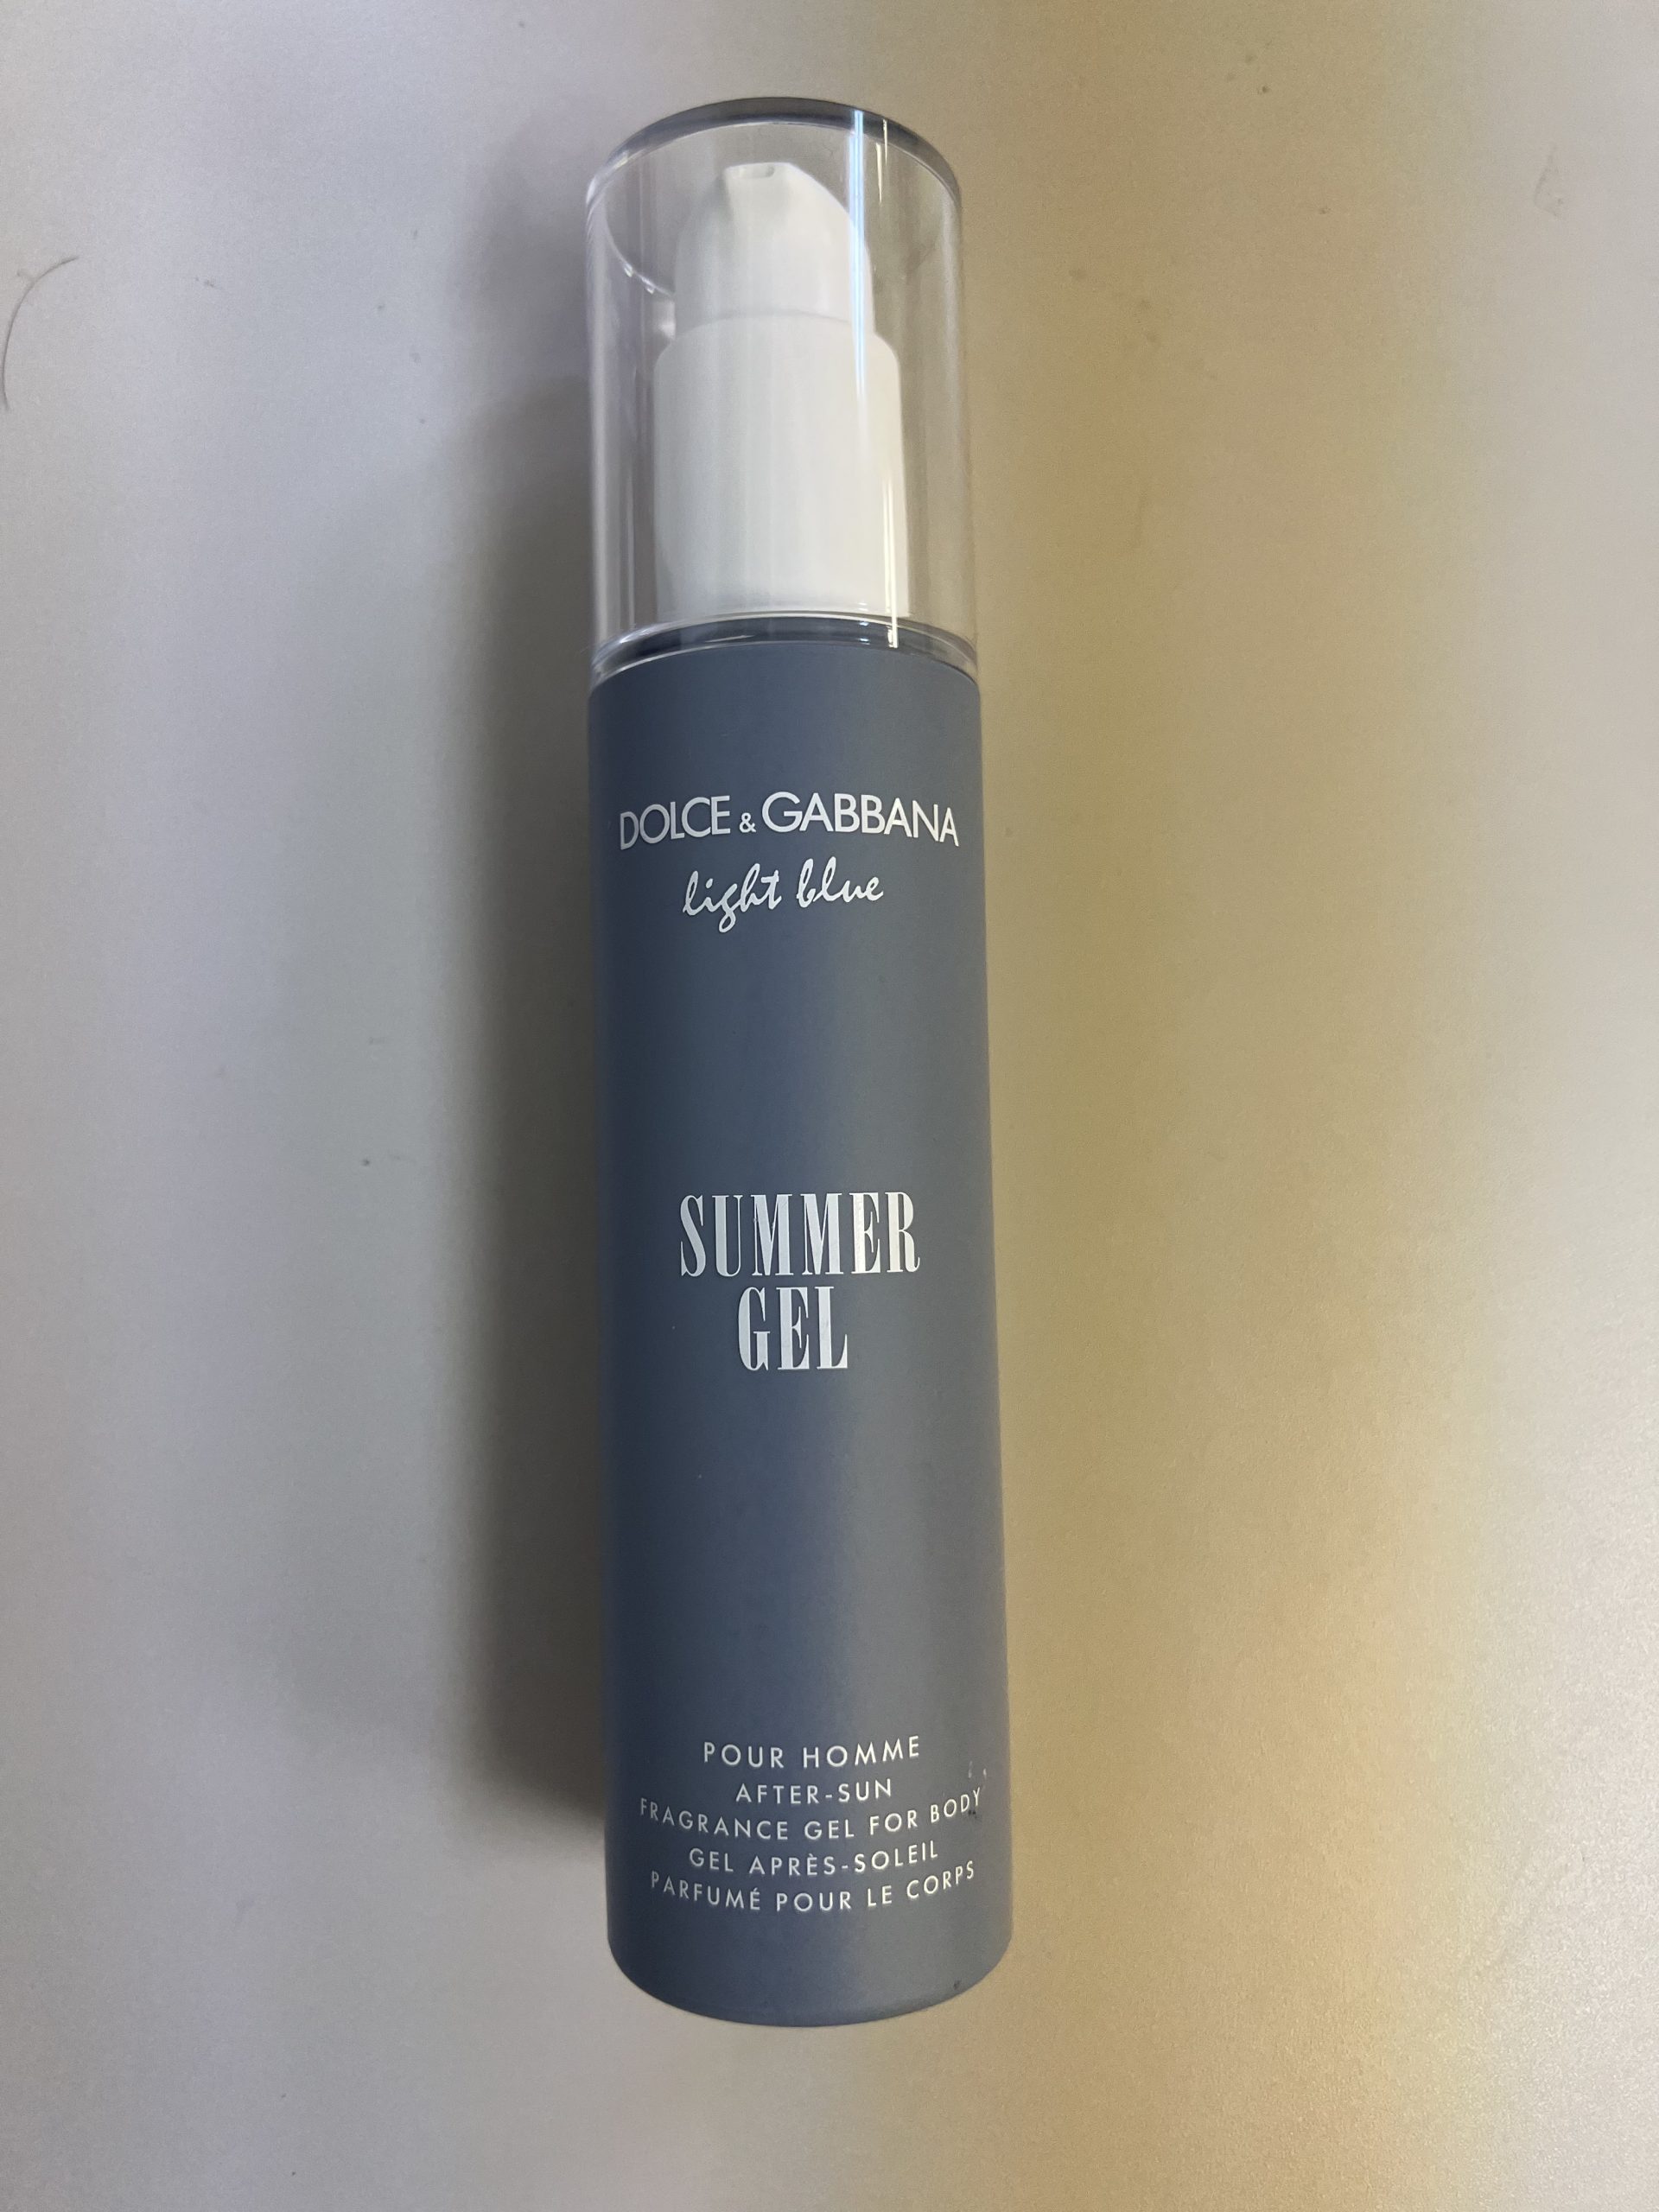 DOLCE & GABBANA
light blue
SUMMER
GEL
POUR HOMME
AFTER-SUN
FRAGRANCE GEL FOR BODY
GEL APRÈS-SOLEIL
PARFUMÉ POUR LE CORPS